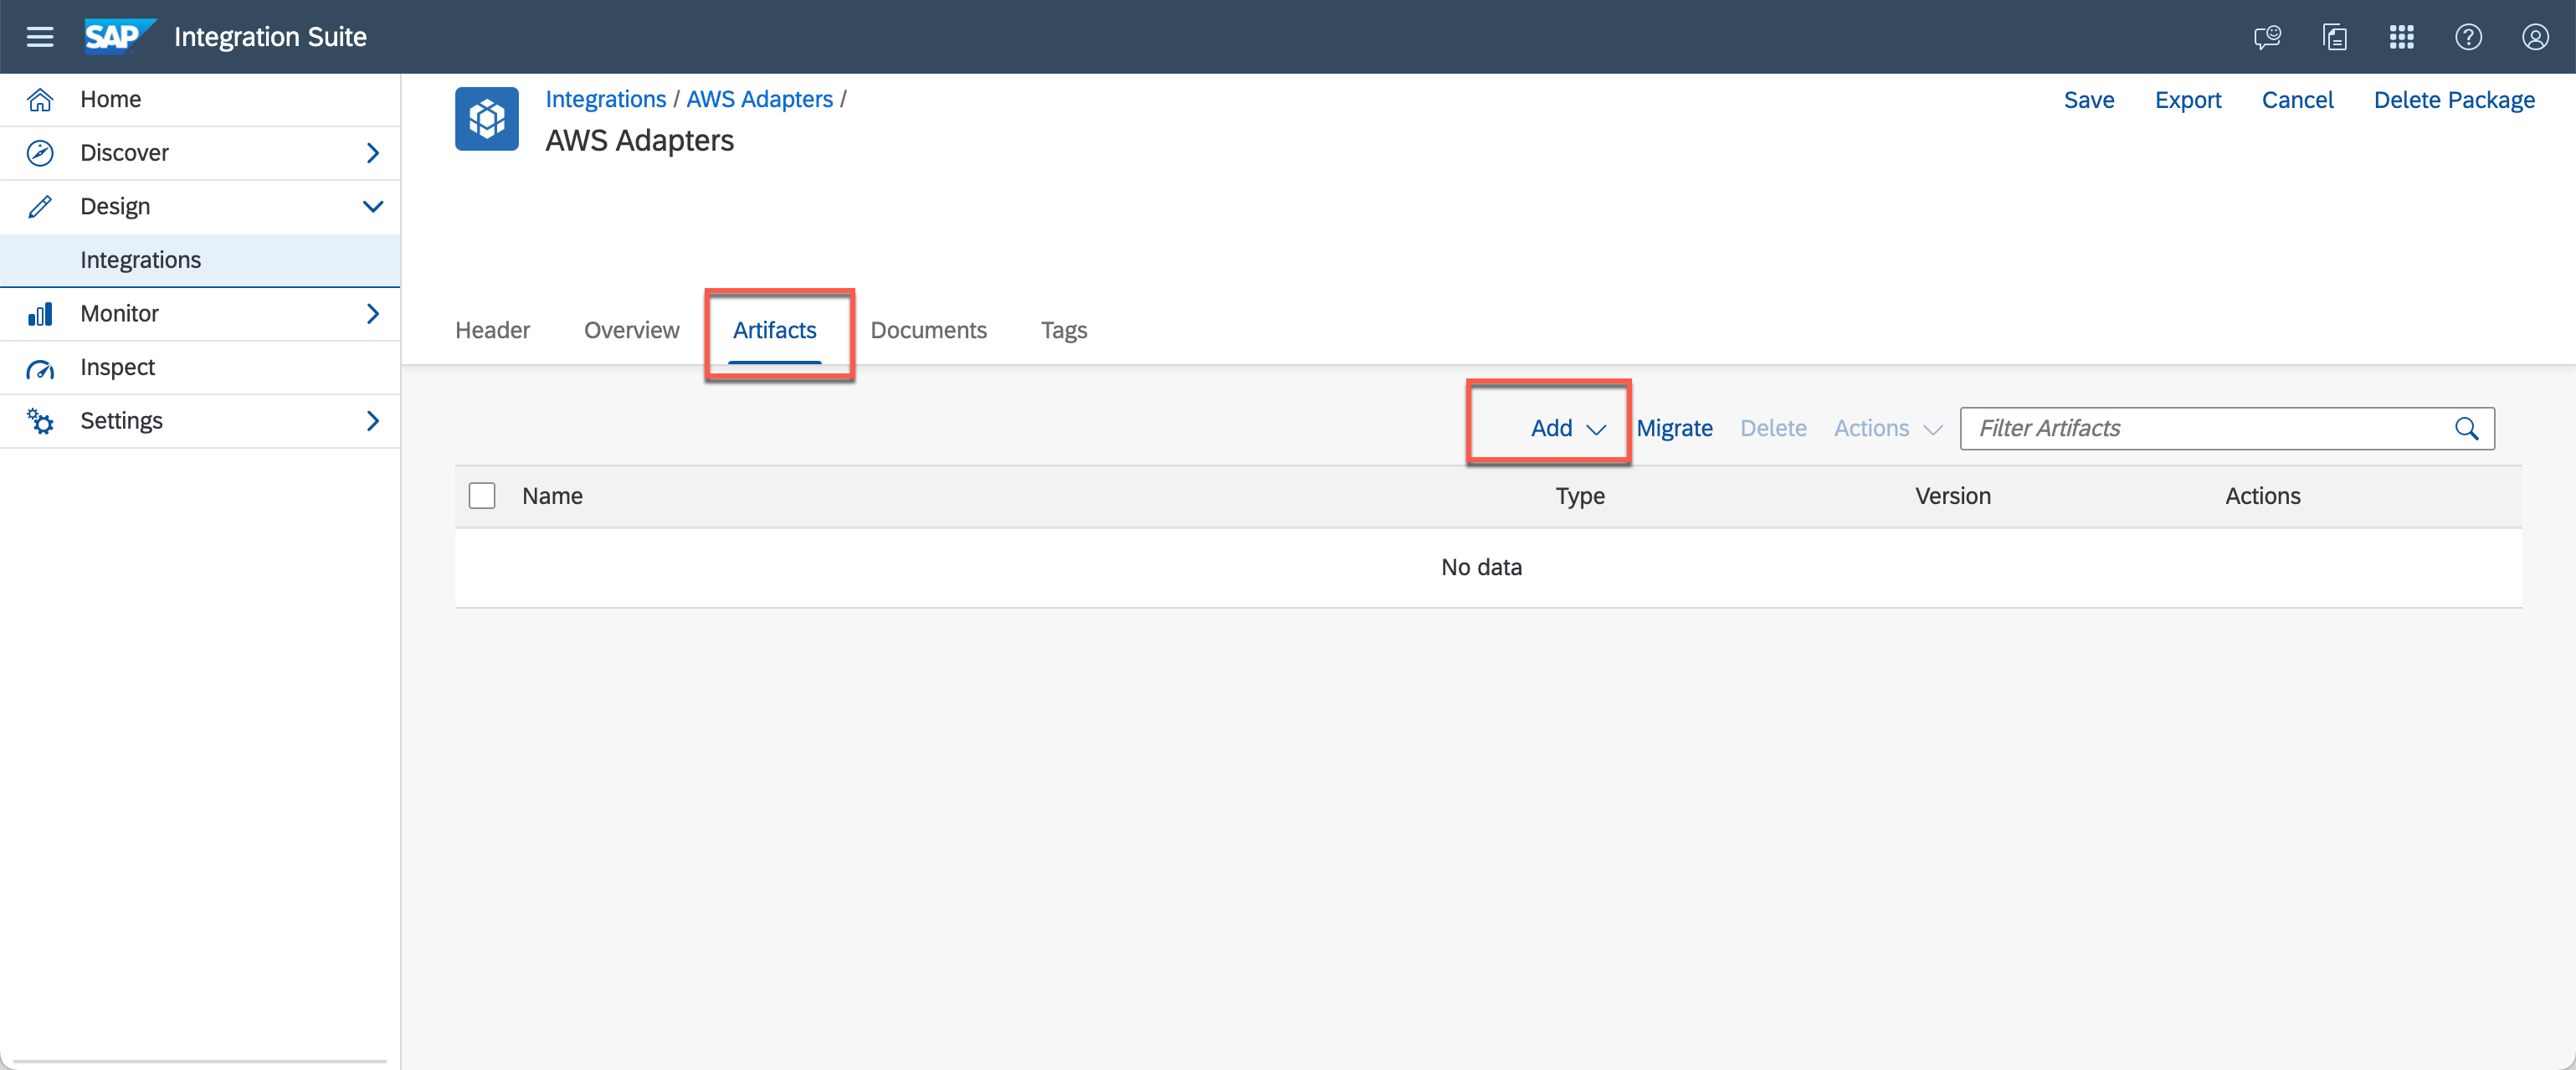 SAP Integration Suite
Home
Discover
Design
Integrations
Monitor
Inspect
Settings
Integrations / AWS Adapters /
AWS Adapters
Save Export Cancel Delete Package
Header Overview Artifacts Documents Tags
Add Migrate Delete Actions Filter Artifacts
Name Type Version Actions
No data